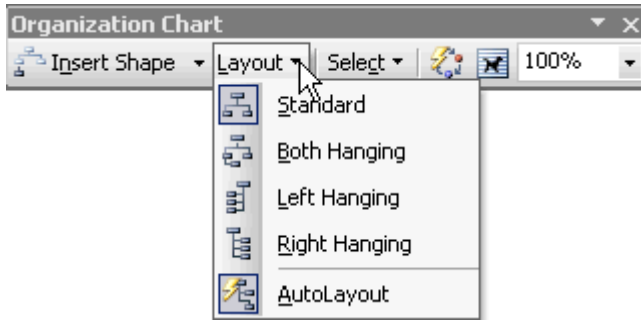 Organization Chart
Insert Shape Layout Select 100%
Standard
Both Hanging
Left Hanging
Right Hanging
AutoLayout